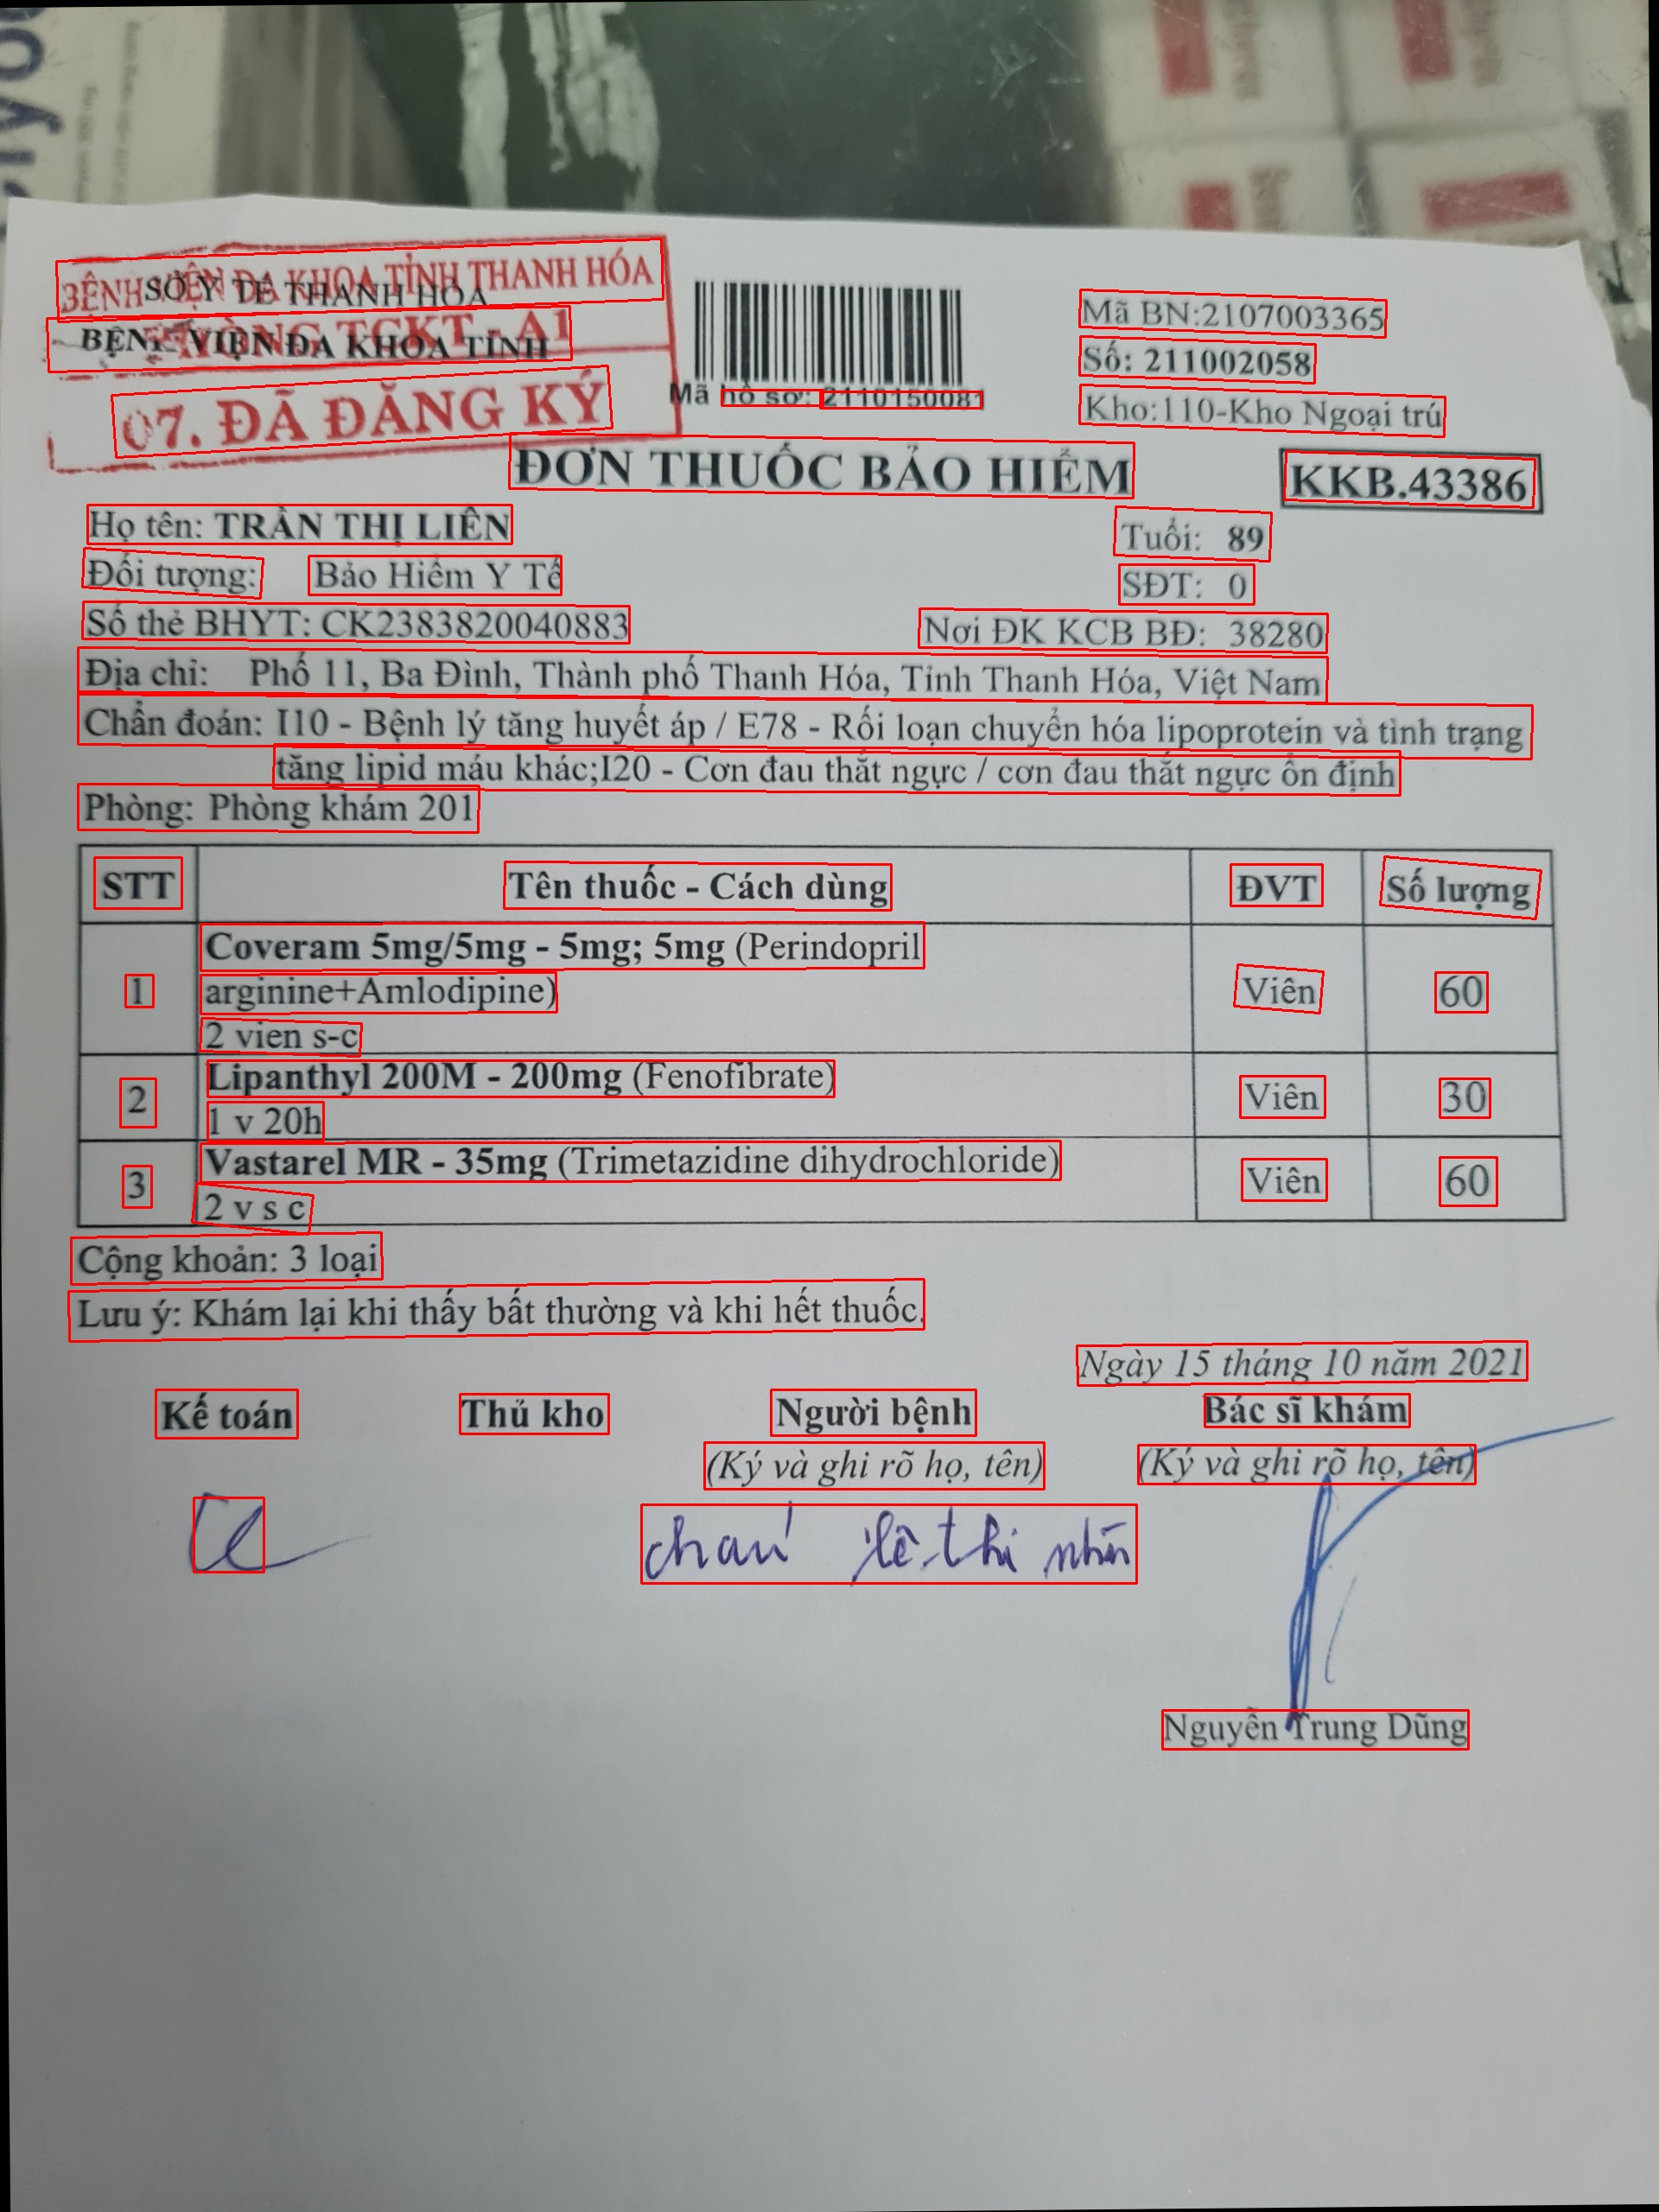 BỆNH VIỆN ĐA KHOA TỈNH THANH HÓA
SỞ Y TẾ THANH HÓA
PHÒNG TCKT - A1
BỆNH VIỆN ĐA KHOA TỈNH
07. ĐÃ ĐĂNG KÝ
Mã hồ sơ: 2110150081
Mã BN:2107003365
Số: 211002058
Kho:110-Kho Ngoại trú
ĐƠN THUỐC BẢO HIỂM
KKB.43386
Họ tên: TRẦN THỊ LIÊN Tuổi: 89
Đối tượng: Bảo Hiểm Y Tế SĐT: 0
Số thẻ BHYT: CK2383820040883 Nơi ĐK KCB BĐ: 38280
Địa chỉ: Phố 11, Ba Đình, Thành phố Thanh Hóa, Tỉnh Thanh Hóa, Việt Nam
Chẩn đoán: I10 - Bệnh lý tăng huyết áp / E78 - Rối loạn chuyển hóa lipoprotein và tình trạng
tăng lipid máu khác;I20 - Cơn đau thắt ngực / cơn đau thắt ngực ổn định
Phòng: Phòng khám 201
STT Tên thuốc - Cách dùng ĐVT Số lượng
1 Coveram 5mg/5mg - 5mg; 5mg (Perindopril
arginine+Amlodipine) Viên 60
2 vien s-c
2 Lipanthyl 200M - 200mg (Fenofibrate) Viên 30
1 v 20h
3 Vastarel MR - 35mg (Trimetazidine dihydrochloride) Viên 60
2 v s c
Cộng khoản: 3 loại
Lưu ý: Khám lại khi thấy bất thường và khi hết thuốc.
Ngày 15 tháng 10 năm 2021
Kế toán Thủ kho Người bệnh Bác sĩ khám
(Ký và ghi rõ họ, tên) (Ký và ghi rõ họ, tên)
lê thi
Nguyễn Trung Dũng